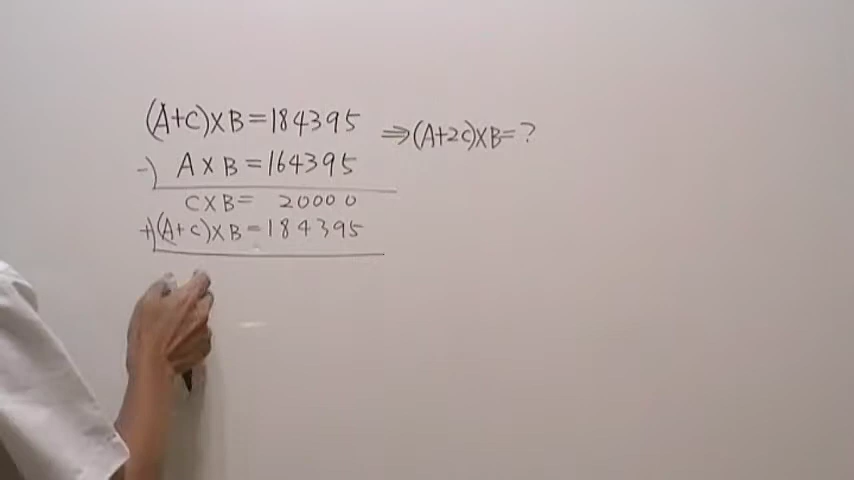 (A+C)×B=184395 ⇒(A+2C)×B=?
-) A×B=164395
C×B= 20000
+)(A+C)×B=184395